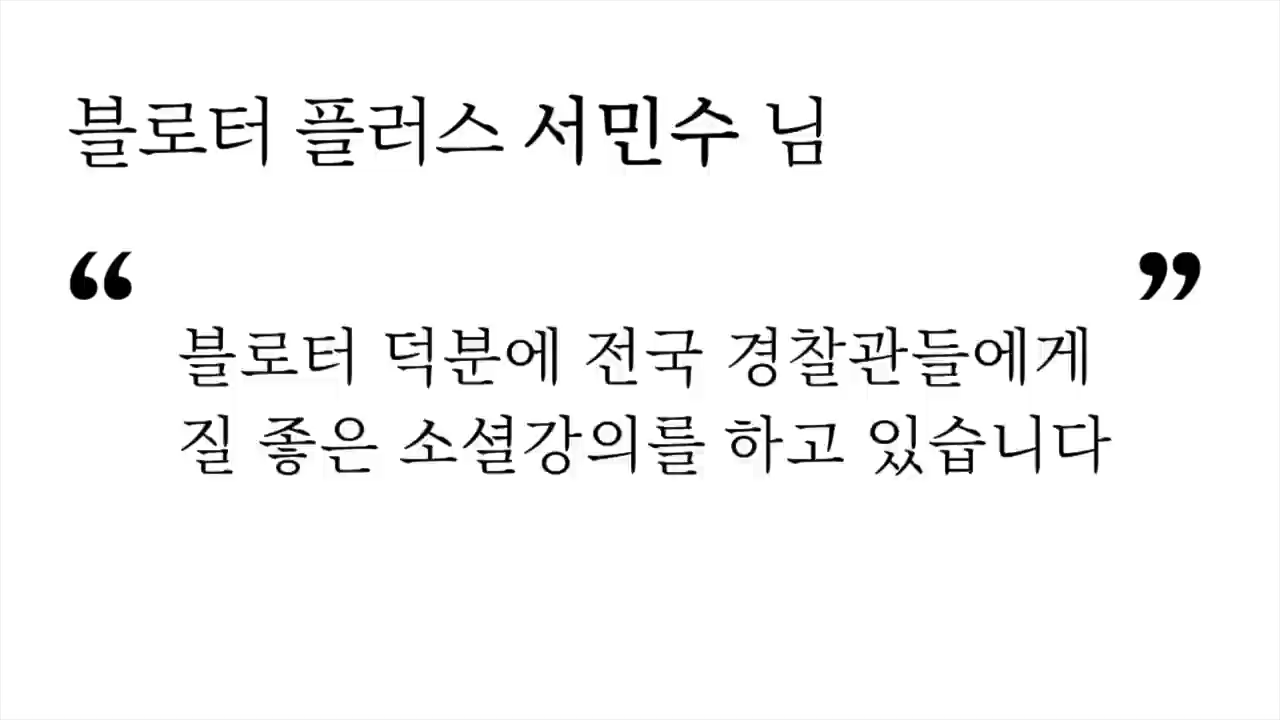 블로터 플러스 서민수 님
“ ”
블로터 덕분에 전국 경찰관들에게
질 좋은 소셜강의를 하고 있습니다